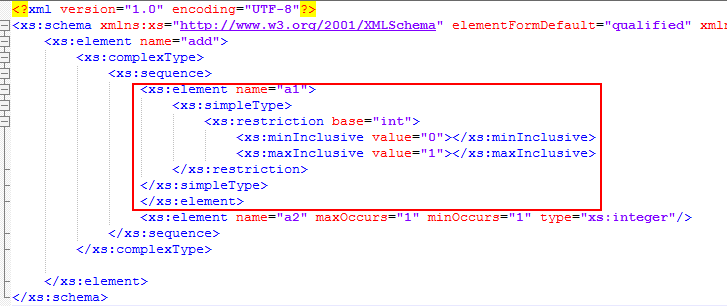 <?xml version="1.0" encoding="UTF-8"?>
<xs:schema xmlns:xs="http://www.w3.org/2001/XMLSchema" elementFormDefault="qualified"
<xs:element name="add">
<xs:complexType>
<xs:sequence>
<xs:element name="a1">
<xs:simpleType>
<xs:restriction base="int">
<xs:minInclusive value="0"></xs:minInclusive>
<xs:maxInclusive value="1"></xs:maxInclusive>
</xs:restriction>
</xs:simpleType>
</xs:element>
<xs:element name="a2" maxOccurs="1" minOccurs="1" type="xs:integer"/>
</xs:sequence>
</xs:complexType>
</xs:element>
</xs:schema>